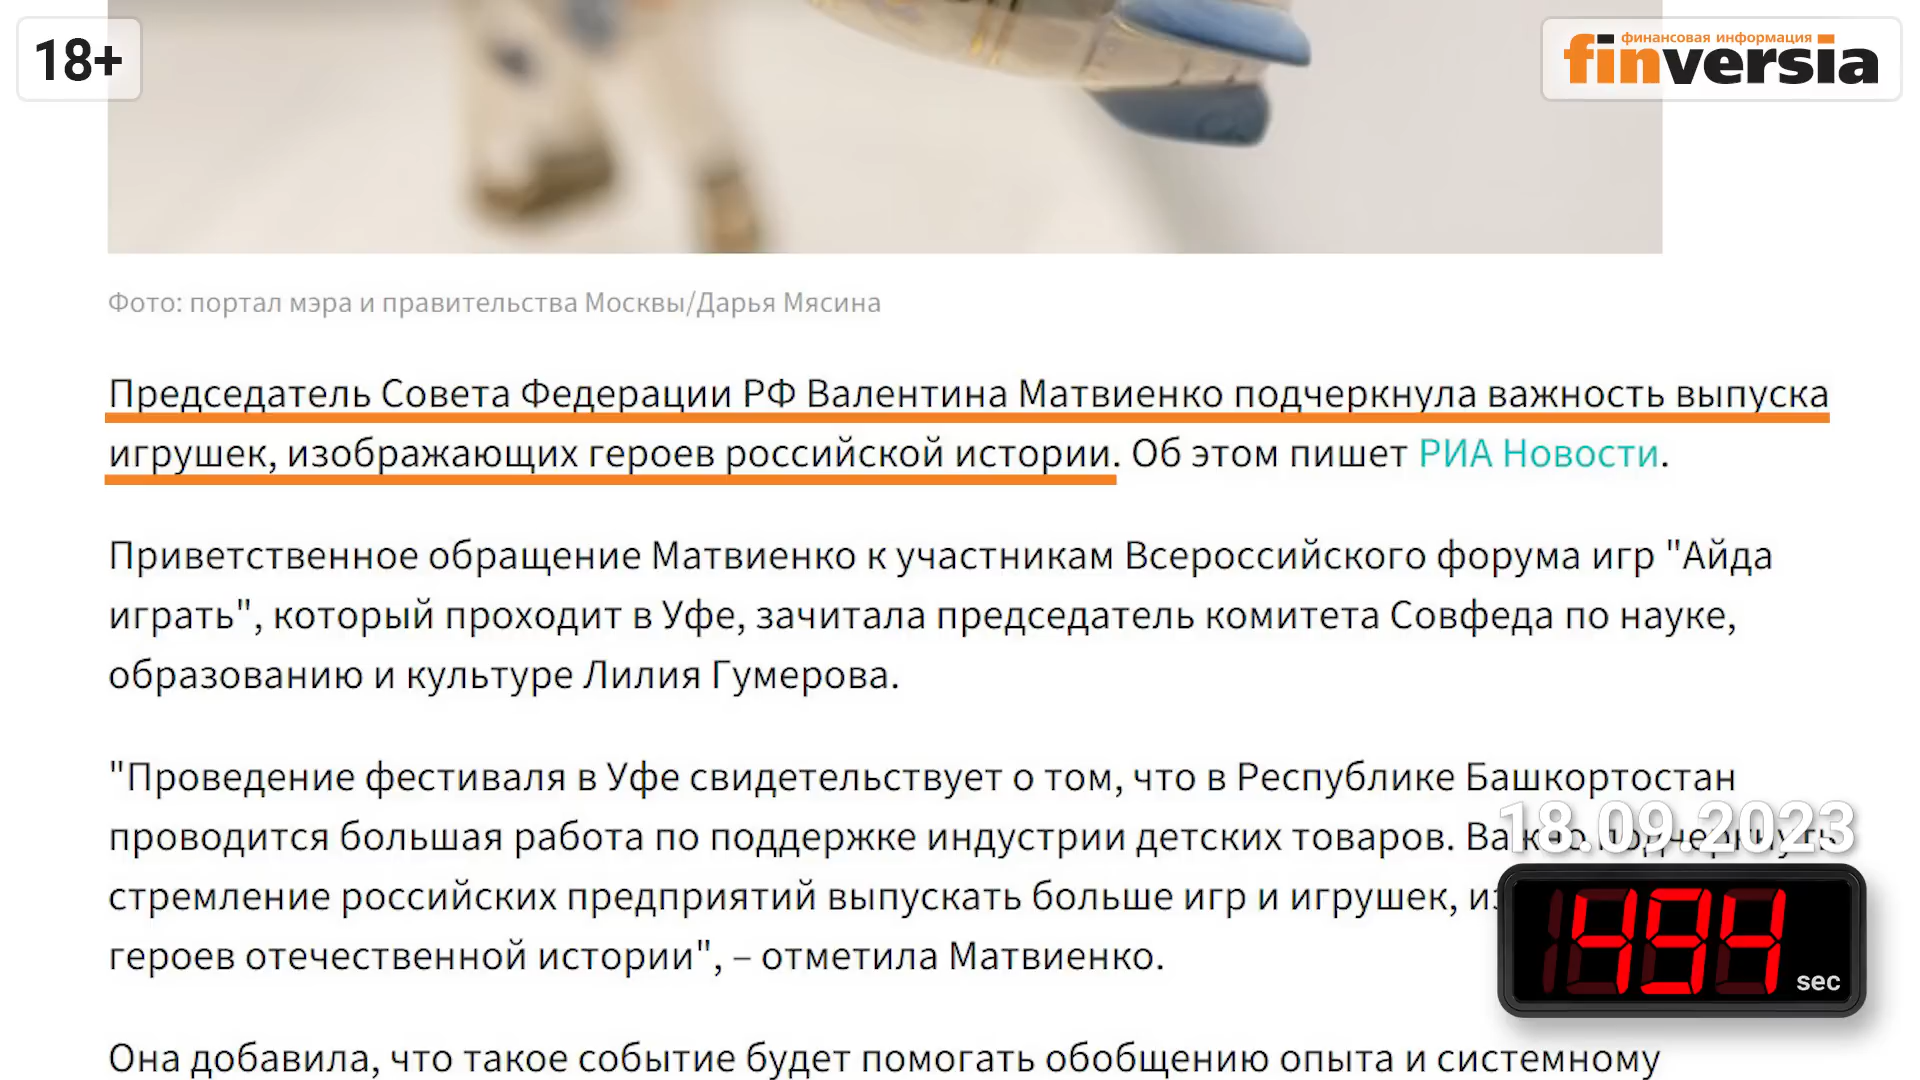 18+
финансовая информация
finversia
Фото: портал мэра и правительства Москвы/Дарья Мясина
Председатель Совета Федерации РФ Валентина Матвиенко подчеркнула важность выпуска
игрушек, изображающих героев российской истории. Об этом пишет РИА Новости.
Приветственное обращение Матвиенко к участникам Всероссийского форума игр "Айда
играть", который проходит в Уфе, зачитала председатель комитета Совфеда по науке,
образованию и культуре Лилия Гумерова.
"Проведение фестиваля в Уфе свидетельствует о том, что в Республике Башкортостан
18.09.2023
проводится большая работа по поддержке индустрии детских товаров. Важно подчеркнуть
стремление российских предприятий выпускать больше игр и игрушек,
героев отечественной истории", – отметила Матвиенко.
494 sec
Она добавила, что такое событие будет помогать обобщению опыта и системному